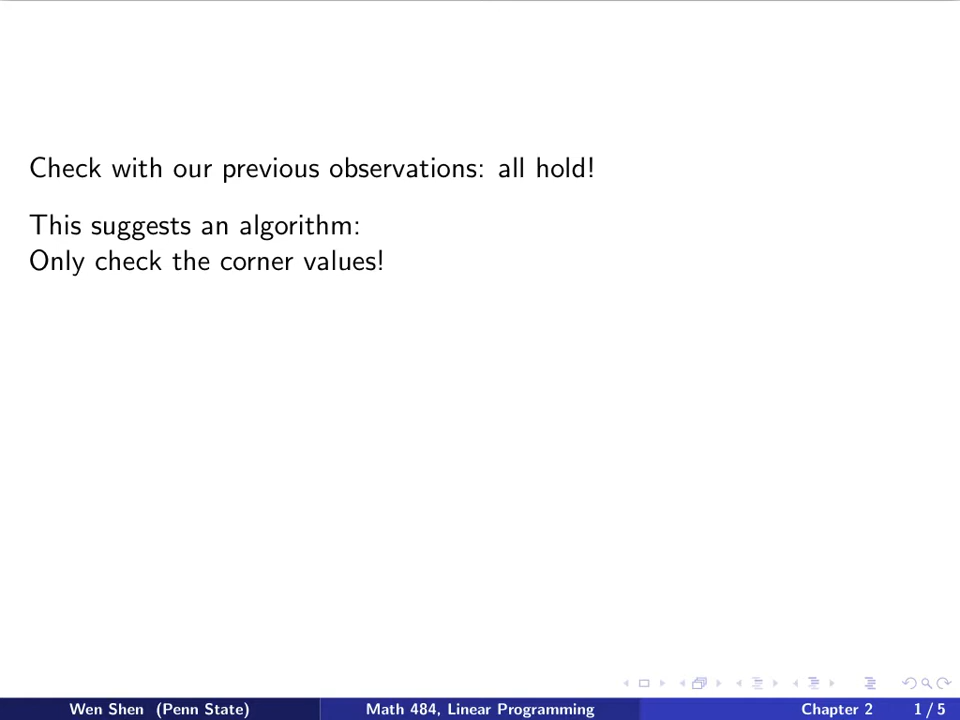 Check with our previous observations: all hold!
This suggests an algorithm:
Only check the corner values!
Wen Shen (Penn State) Math 484, Linear Programming Chapter 2 1 / 5